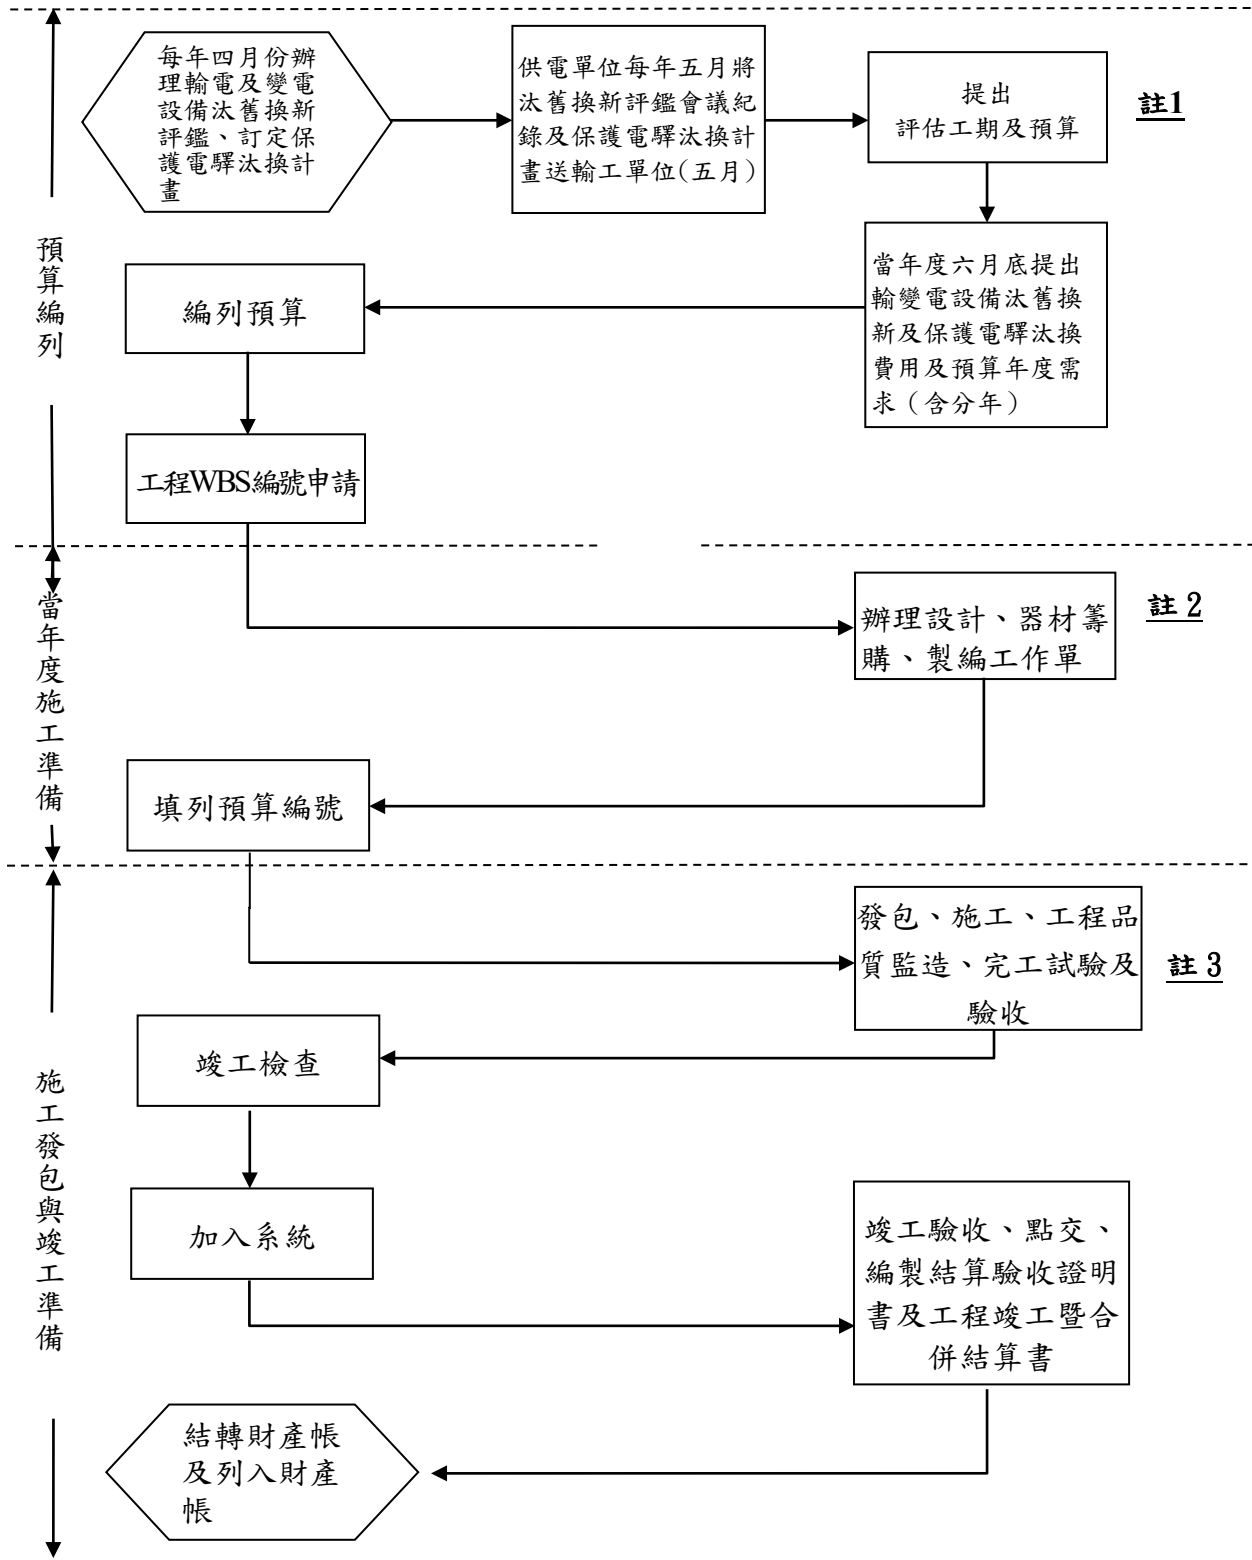 每年四月份辦
理輸電及變電
設備汰舊換新
評鑑、訂定保
護電驛汰換計
畫
供電單位每年五月將
汰舊換新評鑑會議紀
錄及保護電驛汰換計
畫送輸工單位(五月)
提出
評估工期及預算
註1
預算編列
當年度六月底提出
輸變電設備汰舊換
新及保護電驛汰換
費用及預算年度需
求（含分年）
編列預算
工程WBS編號申請
當年度施工準備
辦理設計、器材籌
購、製編工作單
註 2
填列預算編號
施工發包與竣工準備
發包、施工、工程品
質監造、完工試驗及
驗收
註 3
竣工檢查
加入系統
竣工驗收、點交、
編製結算驗收證明
書及工程竣工暨合
併結算書
結轉財產帳
及列入財產
帳